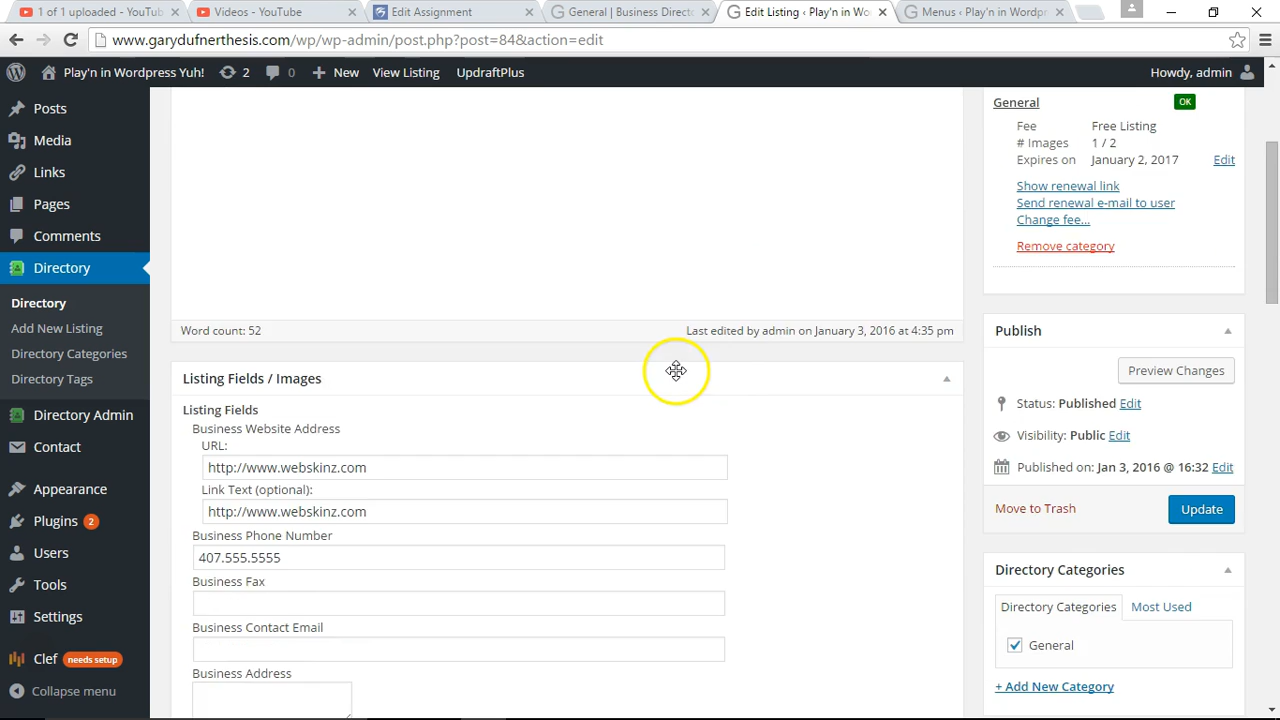 1 of 1 uploaded - YouTub
Videos - YouTube
Edit Assignment
General | Business Direct
Edit Listing ‹ Play'n in Wo
Menus ‹ Play'n in Wordpr
www.garydufnerthesis.com/wp/wp-admin/post.php?post=84&action=edit
Play'n in Wordpress Yuh!
2
0
New
View Listing
UpdraftPlus
Howdy, admin
Posts
Media
Links
Pages
Comments
Directory
Directory
Add New Listing
Directory Categories
Directory Tags
Directory Admin
Contact
Appearance
Plugins 2
Users
Tools
Settings
Clef needs setup
Collapse menu
Word count: 52
Last edited by admin on January 3, 2016 at 4:35 pm
Listing Fields / Images
Listing Fields
Business Website Address
URL:
http://www.webskinz.com
Link Text (optional):
http://www.webskinz.com
Business Phone Number
407.555.5555
Business Fax
Business Contact Email
Business Address
General
OK
Fee Free Listing
# Images 1 / 2
Expires on January 2, 2017 Edit
Show renewal link
Send renewal e-mail to user
Change fee...
Remove category
Publish
Preview Changes
Status: Published Edit
Visibility: Public Edit
Published on: Jan 3, 2016 @ 16:32 Edit
Move to Trash
Update
Directory Categories
Directory Categories
Most Used
General
+ Add New Category